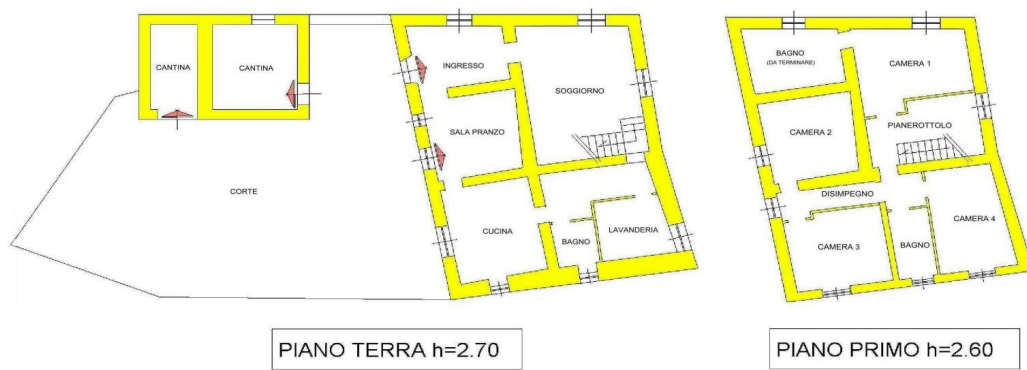 CANTINA
CANTINA
INGRESSO
SOGGIORNO
SALA PRANZO
CORTE
CUCINA
BAGNO
LAVANDERIA
PIANO TERRA h=2.70
BAGNO
(DA TERMINARE)
CAMERA 1
CAMERA 2
PIANEROTTOLO
DISIMPEGNO
CAMERA 3
BAGNO
CAMERA 4
PIANO PRIMO h=2.60